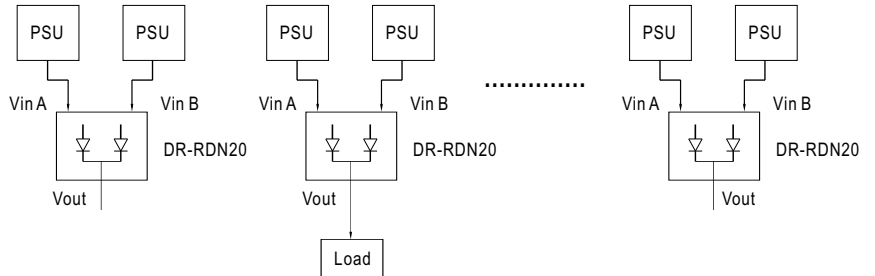 PSU PSU PSU PSU PSU PSU
Vin A Vin B Vin A Vin B Vin A Vin B
DR-RDN20 DR-RDN20 DR-RDN20
Vout Vout Vout
Load